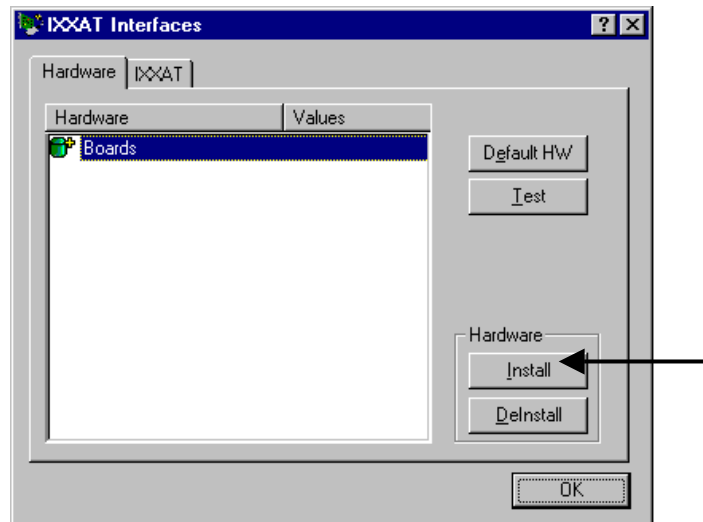 IXXAT Interfaces
Hardware IXXAT
Hardware Values
Boards
Default HW
Test
Hardware
Install
DeInstall
OK